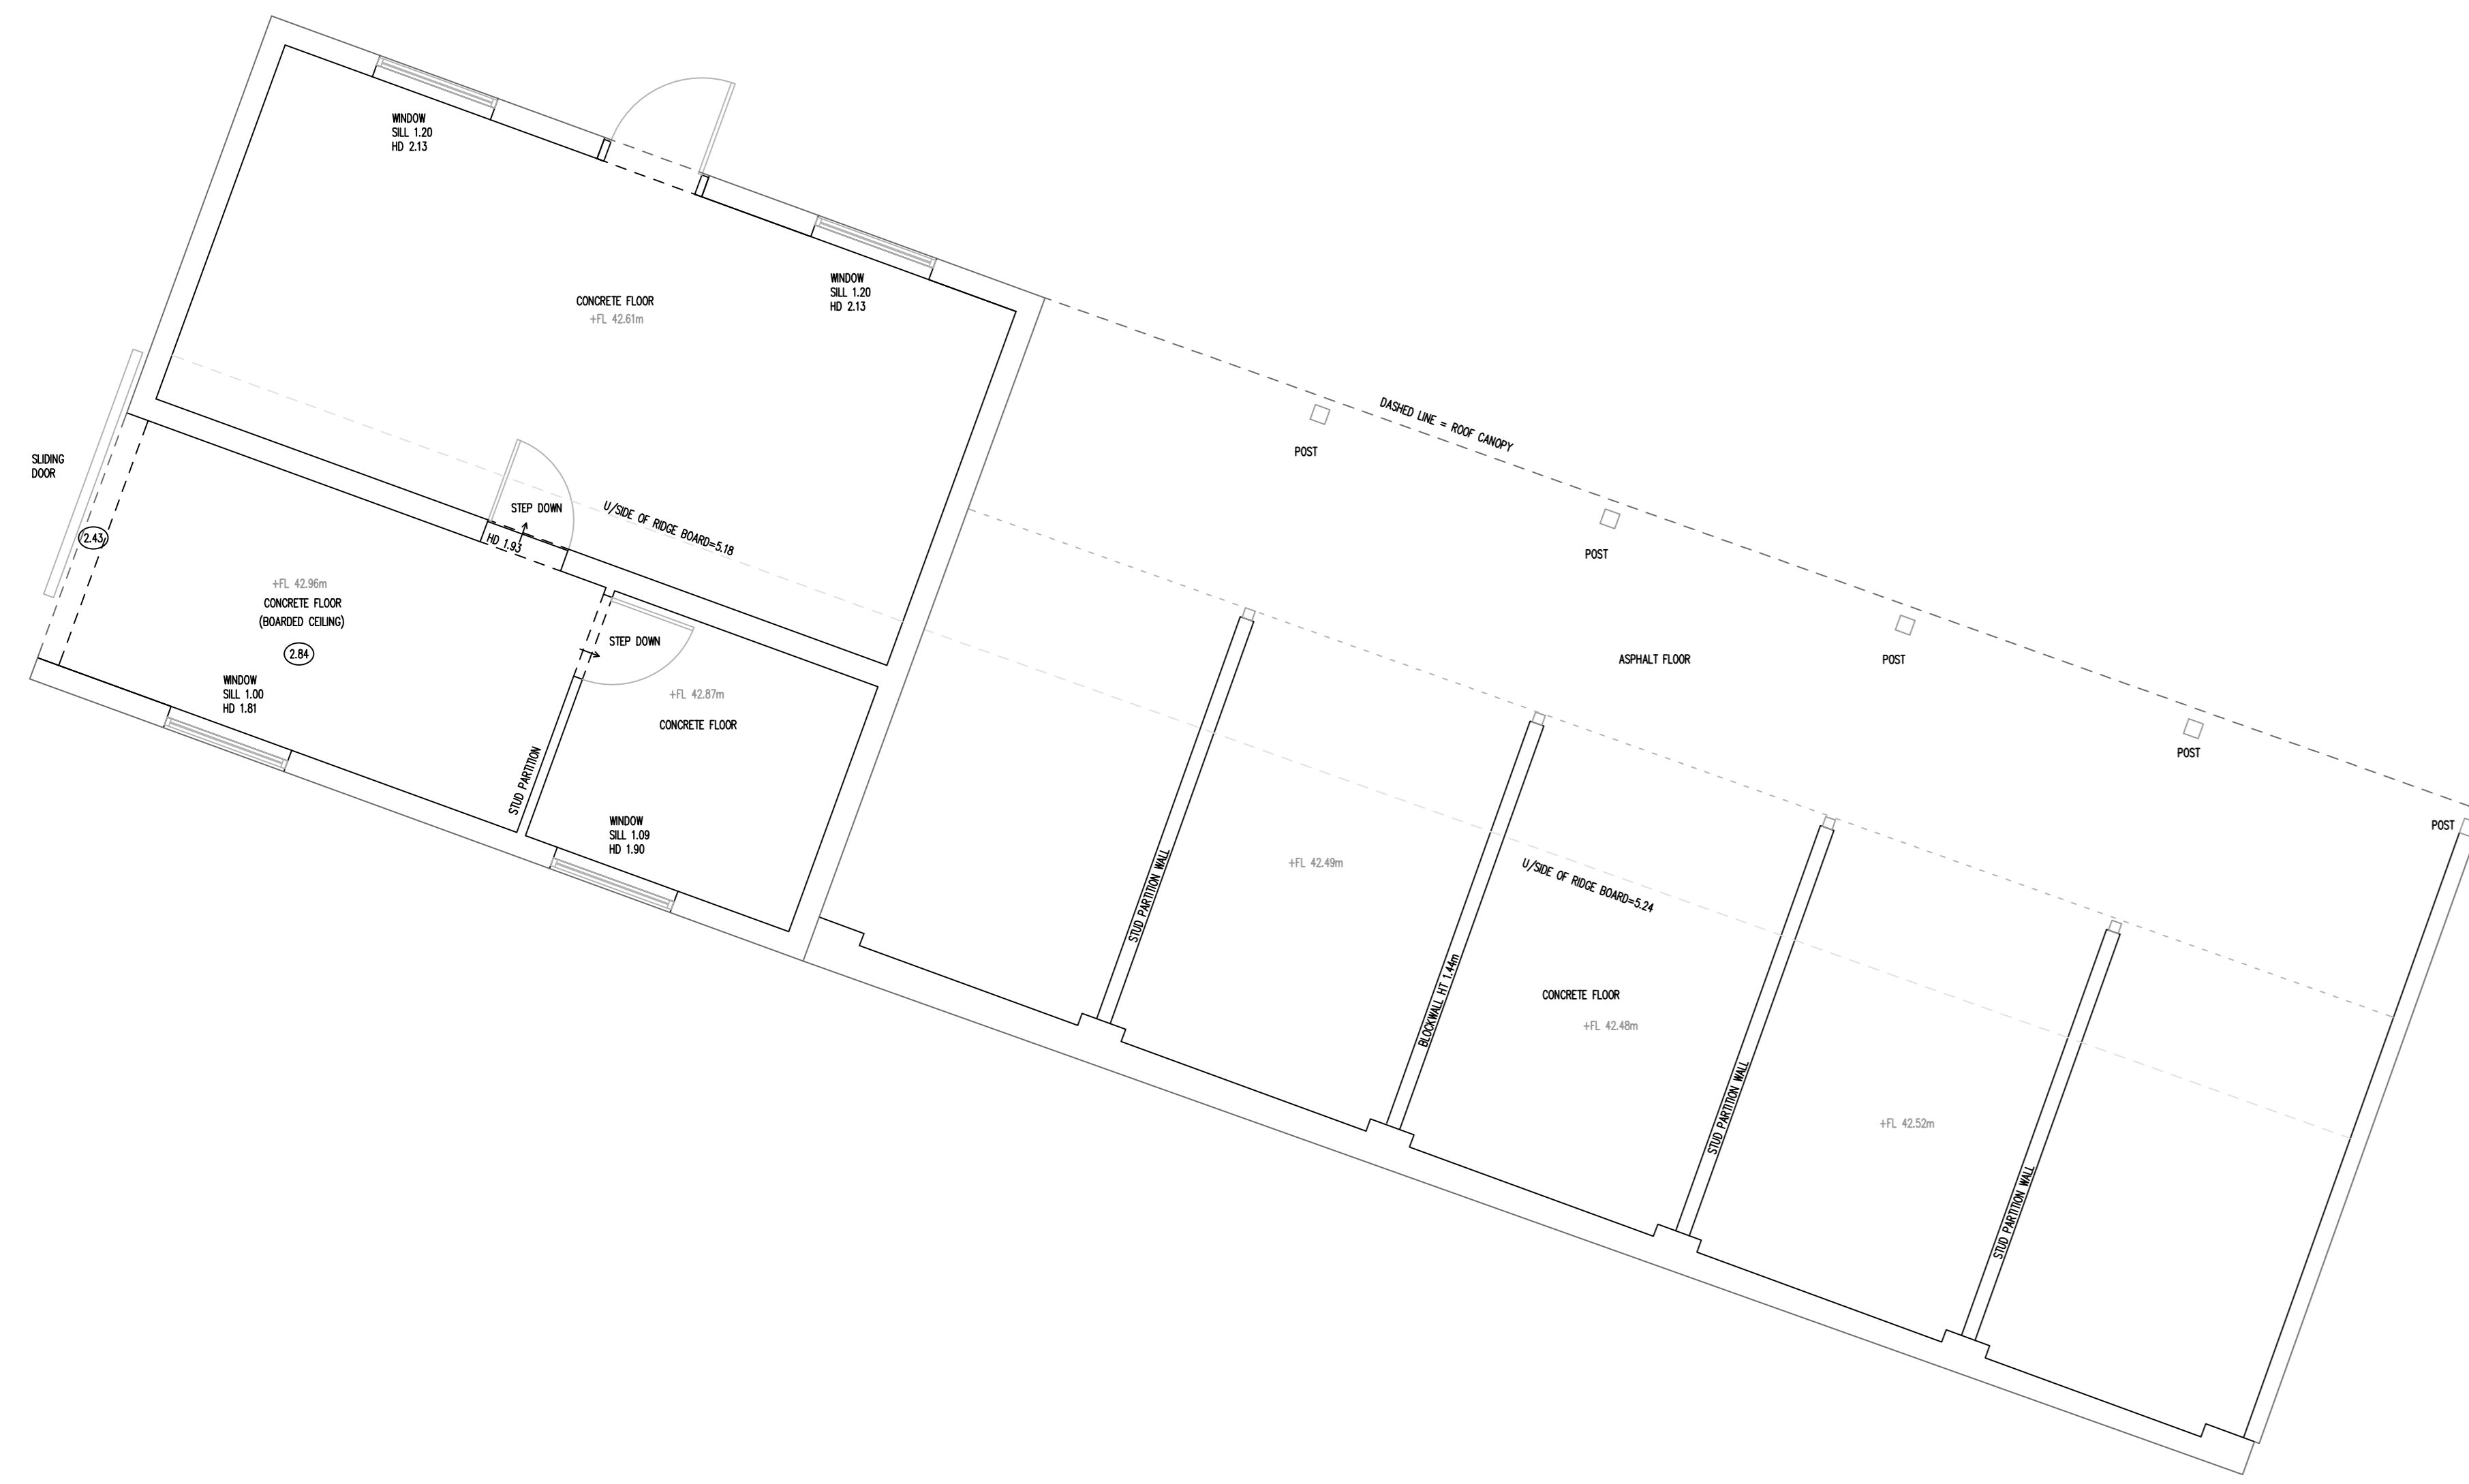 WINDOW
SILL 1.20
HD 2.13
WINDOW
SILL 1.20
HD 2.13
CONCRETE FLOOR
+FL 42.61m
DASHED LINE = ROOF CANOPY
POST
SLIDING
DOOR
2.43
STEP DOWN
HD 1.93
U/SIDE OF RIDGE BOARD=5.18
POST
+FL 42.96m
CONCRETE FLOOR
(BOARDED CEILING)
2.84
STEP DOWN
WINDOW
SILL 1.00
HD 1.81
+FL 42.87m
CONCRETE FLOOR
STUD PARTITION
WINDOW
SILL 1.09
HD 1.90
ASPHALT FLOOR
POST
POST
POST
STUD PARTITION WALL
+FL 42.49m
U/SIDE OF RIDGE BOARD=5.24
BLOCKWALL HT 1.44m
CONCRETE FLOOR
+FL 42.48m
STUD PARTITION WALL
+FL 42.52m
STUD PARTITION WALL